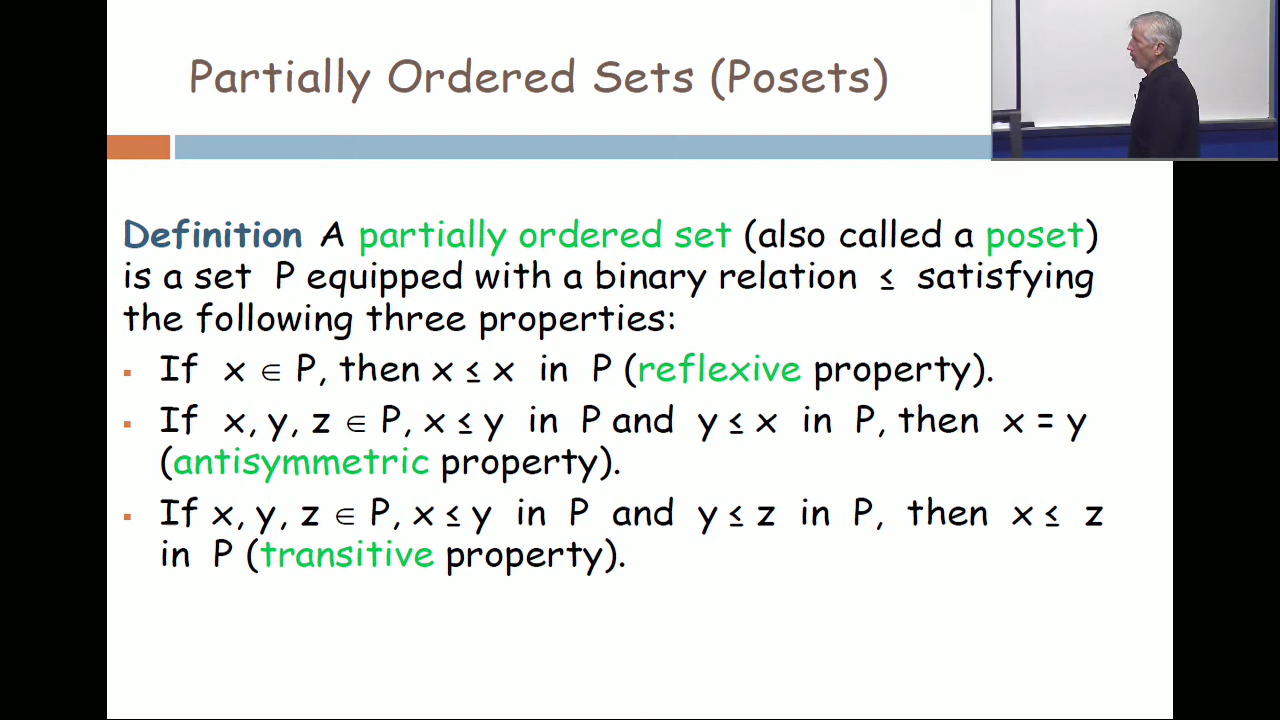 Partially Ordered Sets (Posets)
Definition A partially ordered set (also called a poset)
is a set P equipped with a binary relation ≤ satisfying
the following three properties:
▪ If x ∈ P, then x ≤ x in P (reflexive property).
▪ If x, y, z ∈ P, x ≤ y in P and y ≤ x in P, then x = y
(antisymmetric property).
▪ If x, y, z ∈ P, x ≤ y in P and y ≤ z in P, then x ≤ z
in P (transitive property).